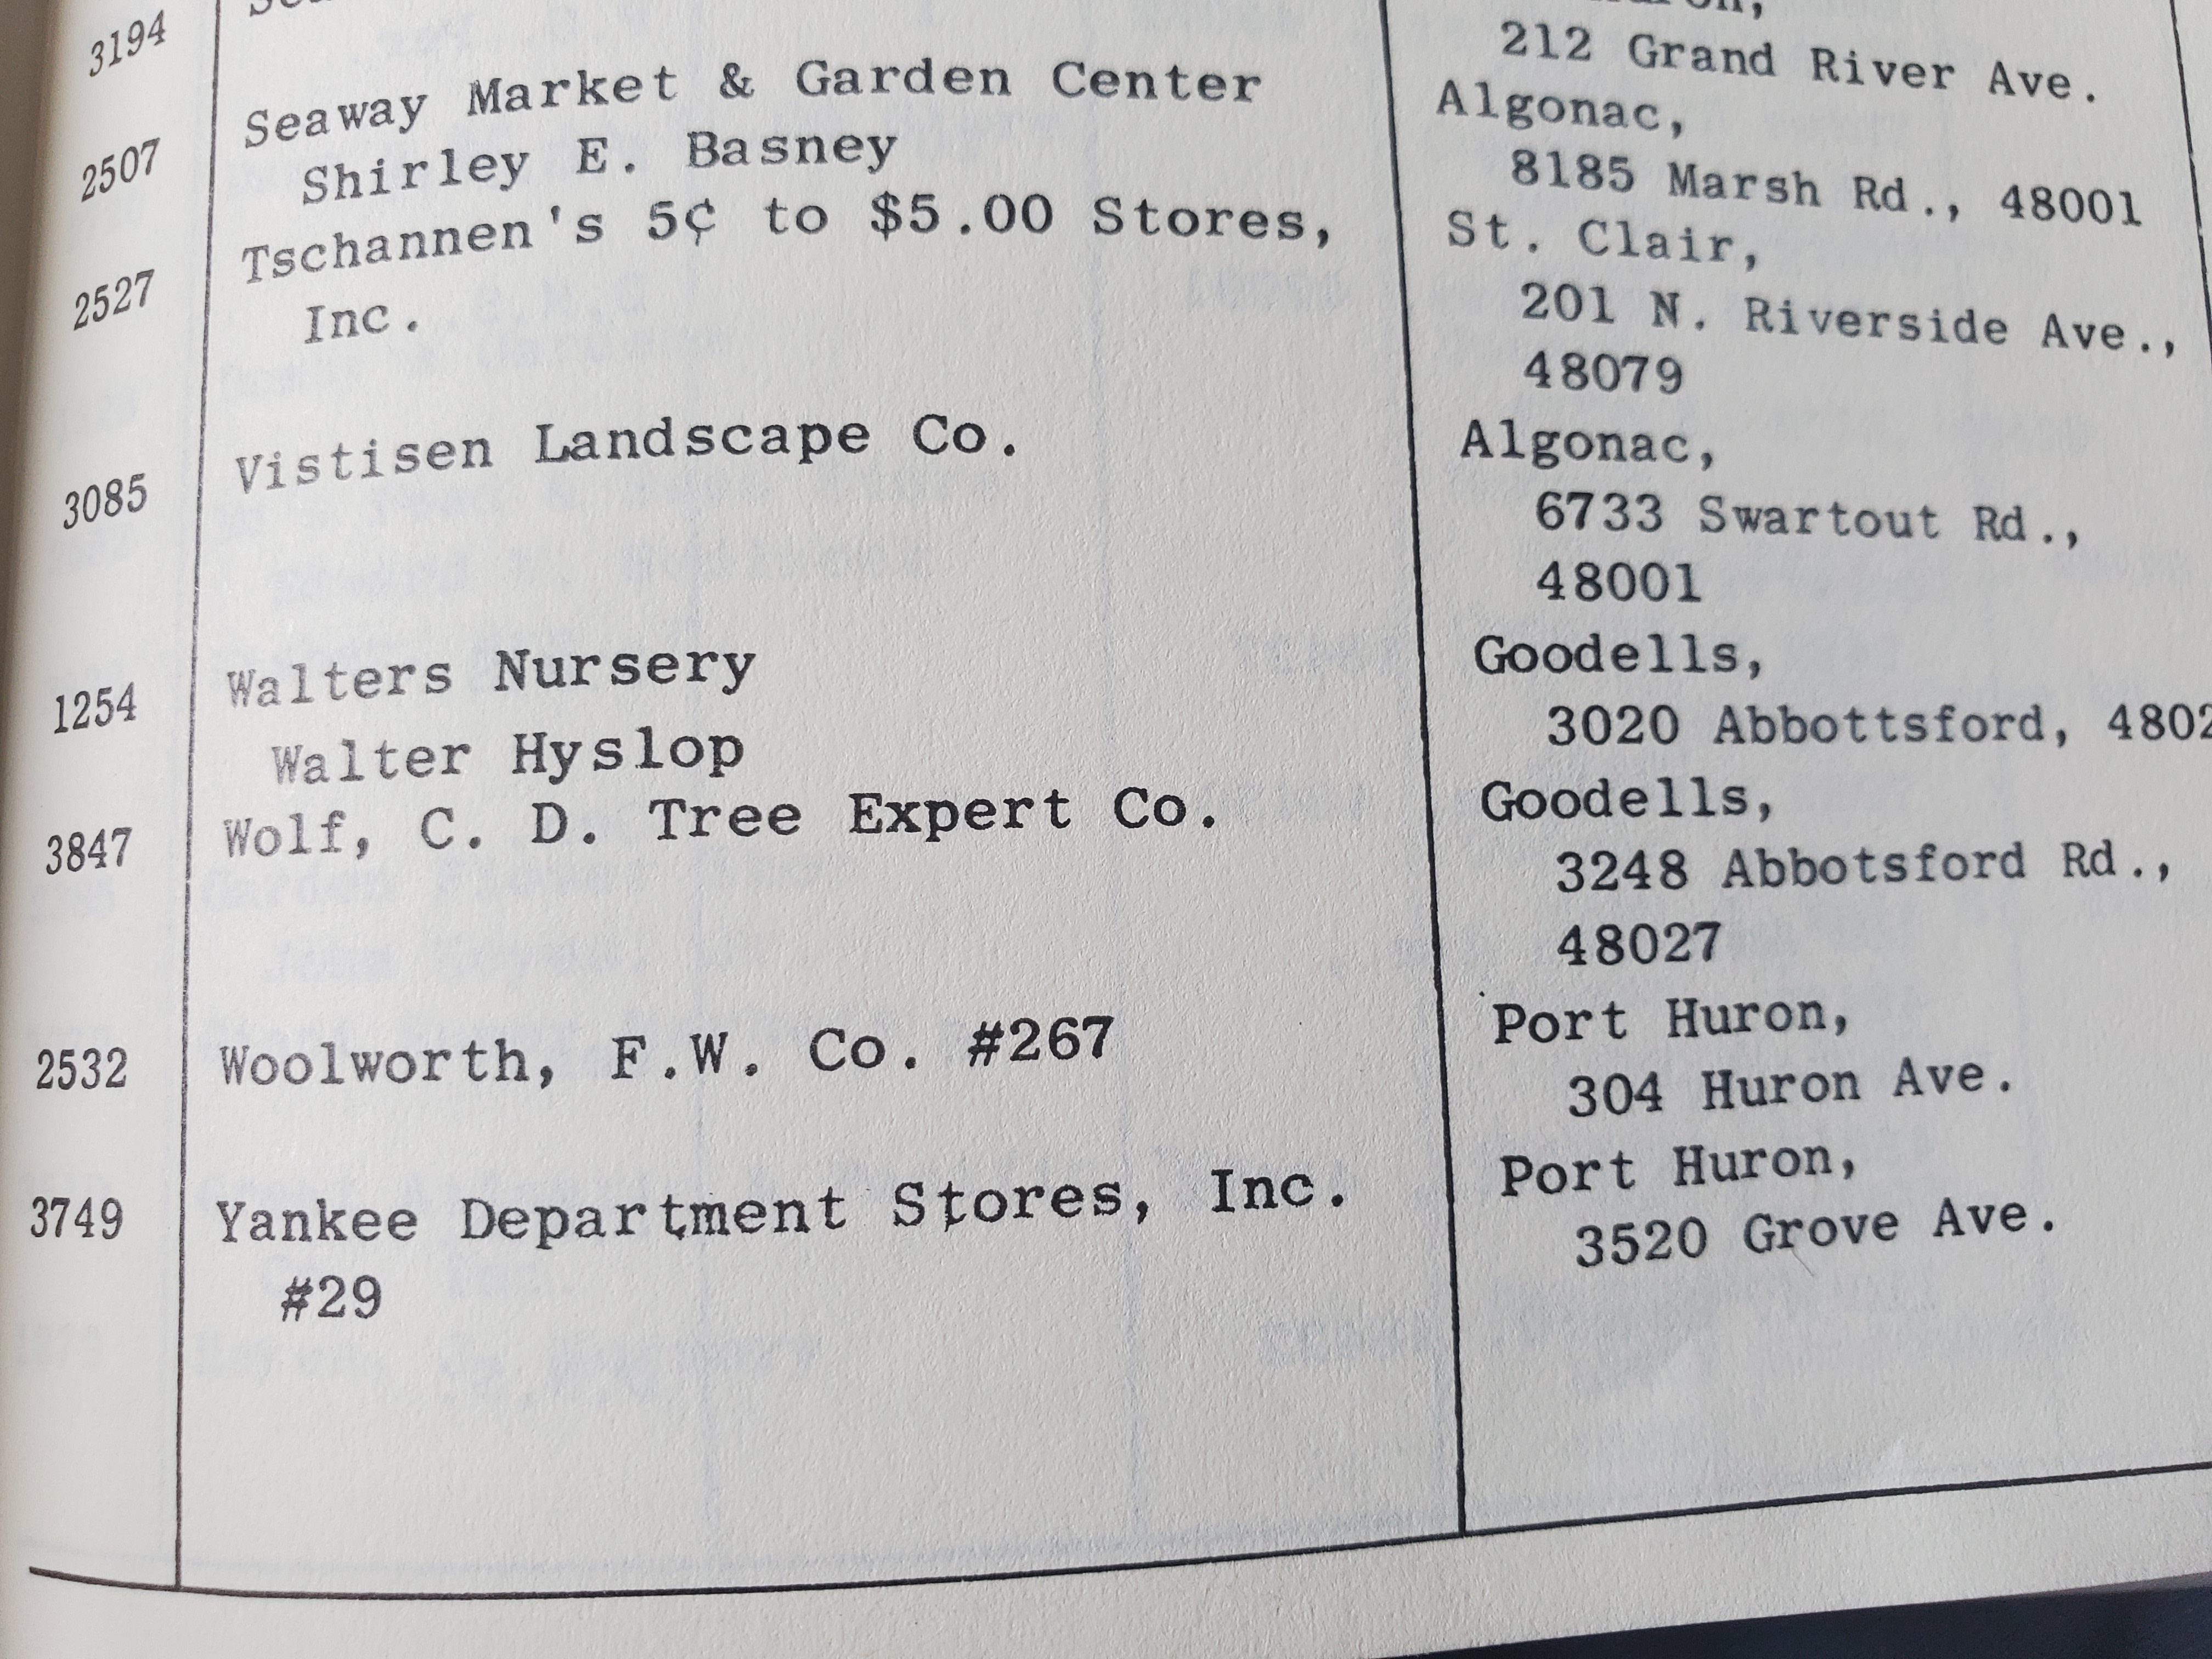 3194
212 Grand River Ave.
2507 Seaway Market & Garden Center Algonac,
Shirley E. Basney 8185 Marsh Rd., 48001
2527 Tschannen's 5¢ to $5.00 Stores, St. Clair,
Inc. 201 N. Riverside Ave.,
48079
3085 Vistisen Landscape Co. Algonac,
6733 Swartout Rd.,
48001
1254 Walters Nursery Goodells,
Walter Hyslop 3020 Abbottsford,
3847 Wolf, C. D. Tree Expert Co. Goodells,
3248 Abbotsford Rd.,
48027
2532 Woolworth, F.W. Co. #267 Port Huron,
304 Huron Ave.
3749 Yankee Department Stores, Inc. Port Huron,
#29 3520 Grove Ave.